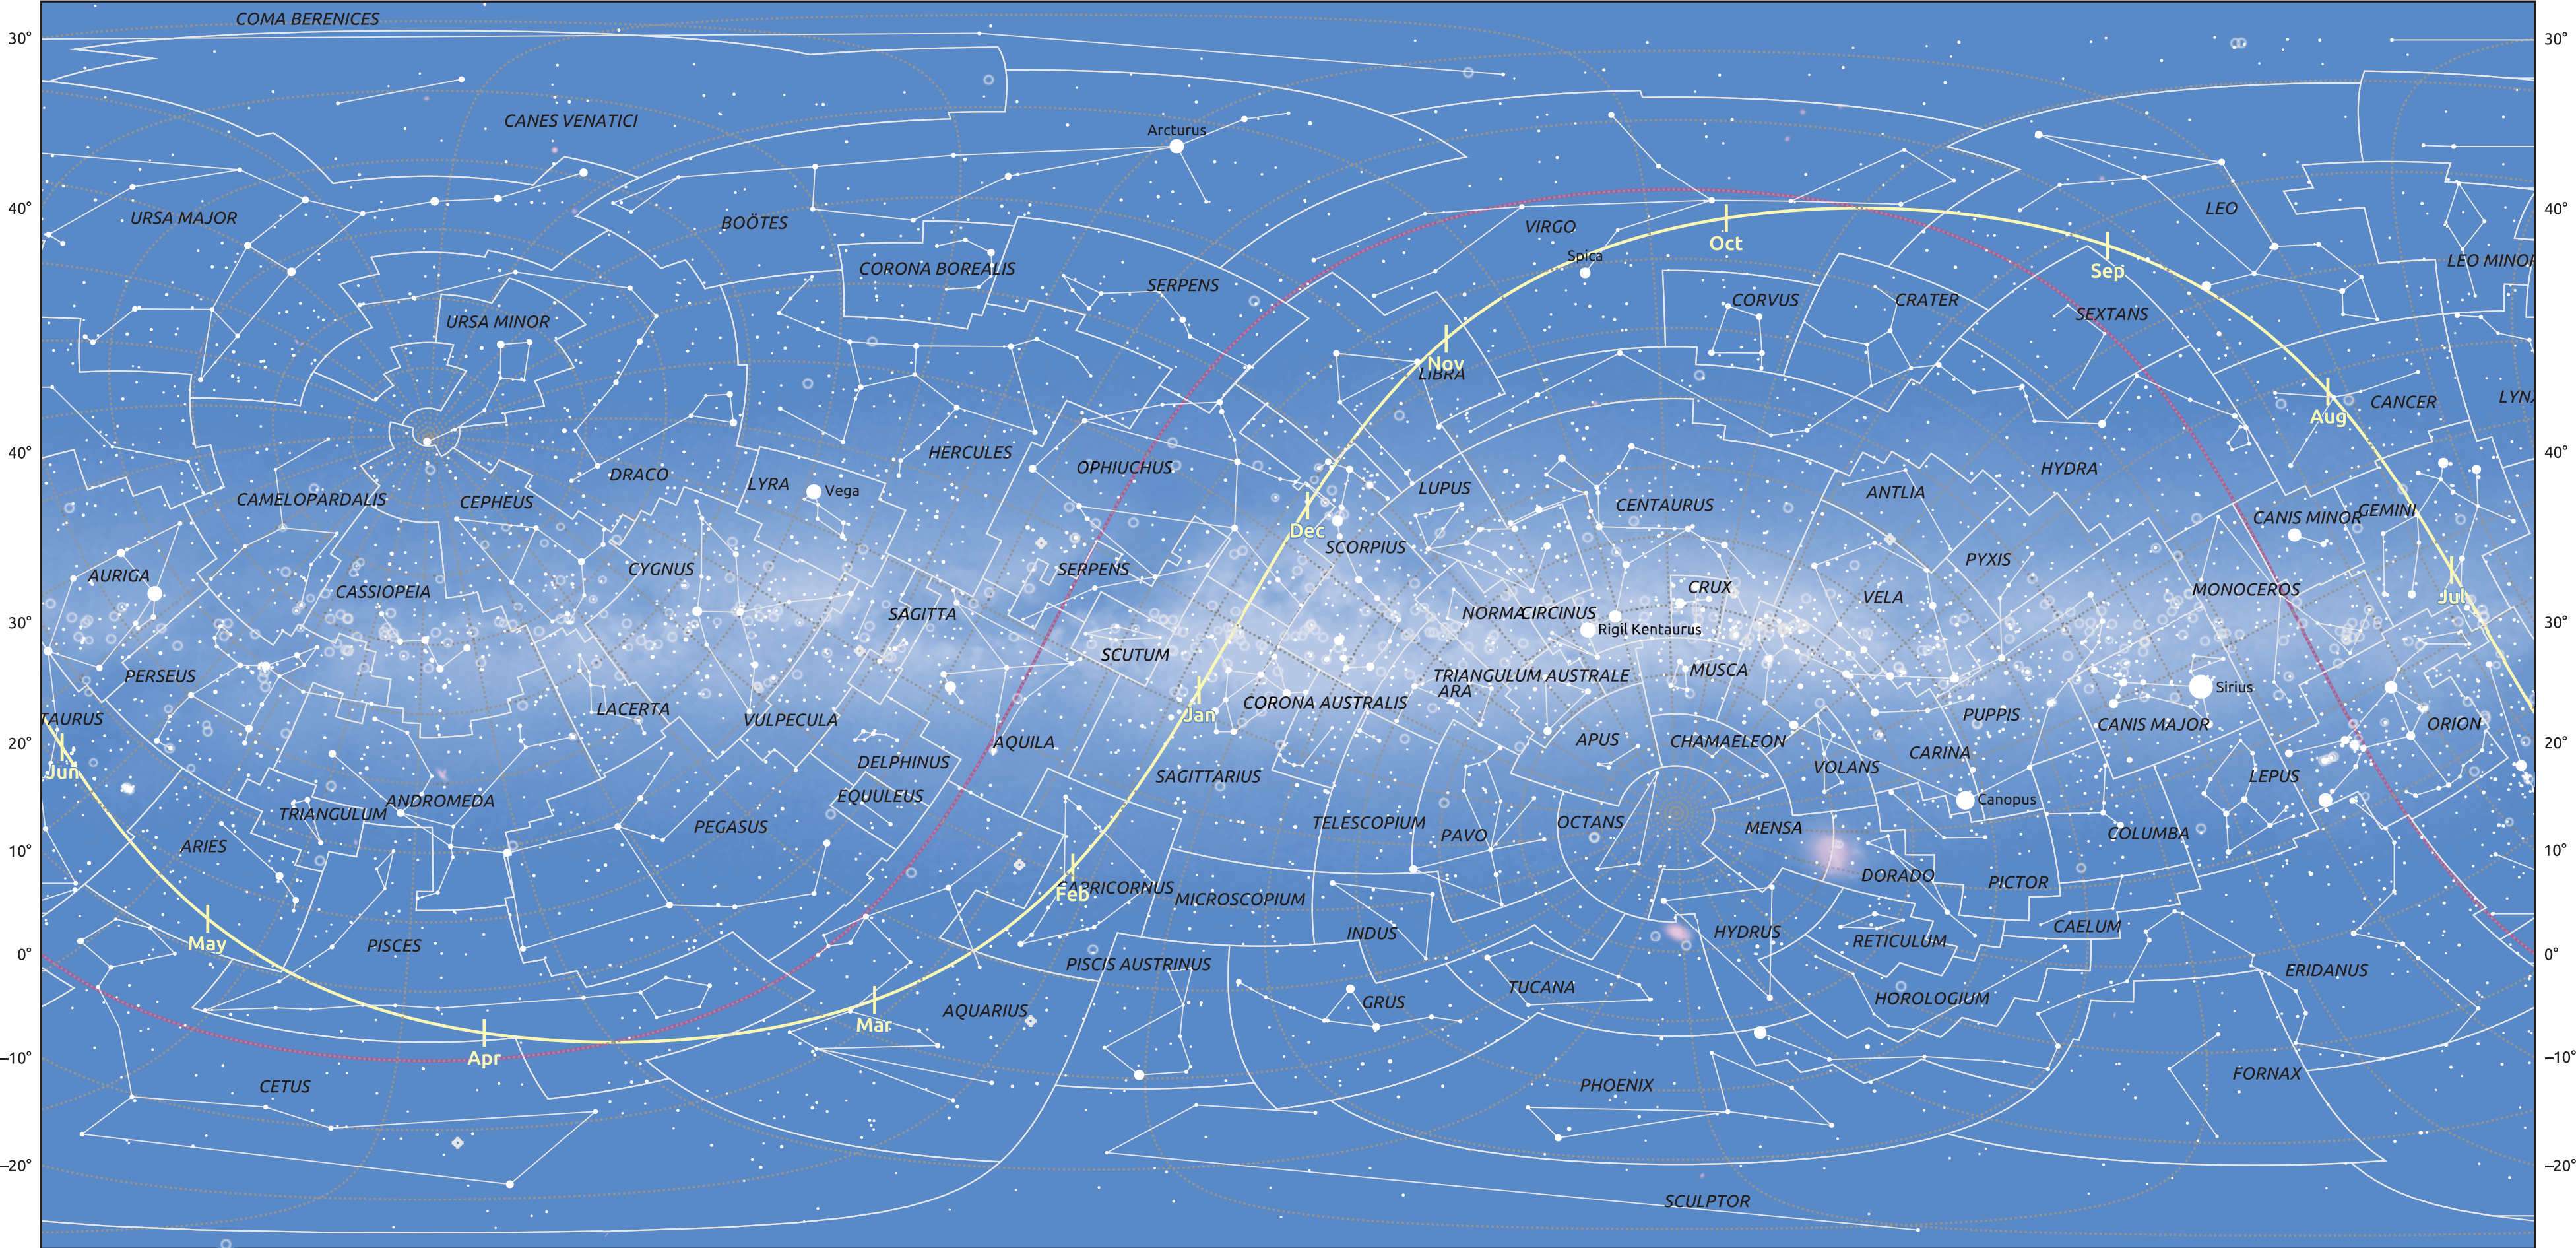 COMA BERENICES
30°
30°
CANES VENATICI
Arcturus
40°
URSA MAJOR
BOÖTES
VIRGO
LEO
40°
Oct
Spica
CORONA BOREALIS
SERPENS
Sep
LEO MINOR
CORVUS
CRATER
SEXTANS
URSA MINOR
Nov
LIBRA
CANCER
LYN
Aug
40°
HERCULES
OPHIUCHUS
40°
DRACO
LYRA
Vega
LUPUS
HYDRA
CAMELOPARDALIS
CEPHEUS
CENTAURUS
ANTLIA
GEMINI
CANIS MINOR
Dec
SCORPIUS
PYXIS
AURIGA
CYGNUS
SERPENS
CASSIOPEIA
CRUX
VELA
MONOCEROS
Jul
30°
SAGITTA
NORMA
CIRCINUS
Rigil Kentaurus
30°
SCUTUM
PERSEUS
MUSCA
TRIANGULUM AUSTRALE
ARA
Sirius
TAURUS
LACERTA
VULPECULA
Jan
CORONA AUSTRALIS
PUPPIS
CANIS MAJOR
ORION
20°
AQUILA
APUS
CHAMAELEON
CARINA
20°
Jun
DELPHINUS
SAGITTARIUS
VOLANS
LEPUS
TRIANGULUM
ANDROMEDA
EQUULEUS
Canopus
PEGASUS
TELESCOPIUM
PAVO
OCTANS
MENSA
COLUMBA
10°
ARIES
10°
Feb
CAPRICORNUS
MICROSCOPIUM
DORADO
PICTOR
May
PISCES
INDUS
HYDRUS
RETICULUM
CAELUM
0°
PISCIS AUSTRINUS
ERIDANUS
0°
Mar
AQUARIUS
GRUS
TUCANA
HOROLOGIUM
−10°
Apr
−10°
CETUS
PHOENIX
FORNAX
−20°
−20°
SCULPTOR